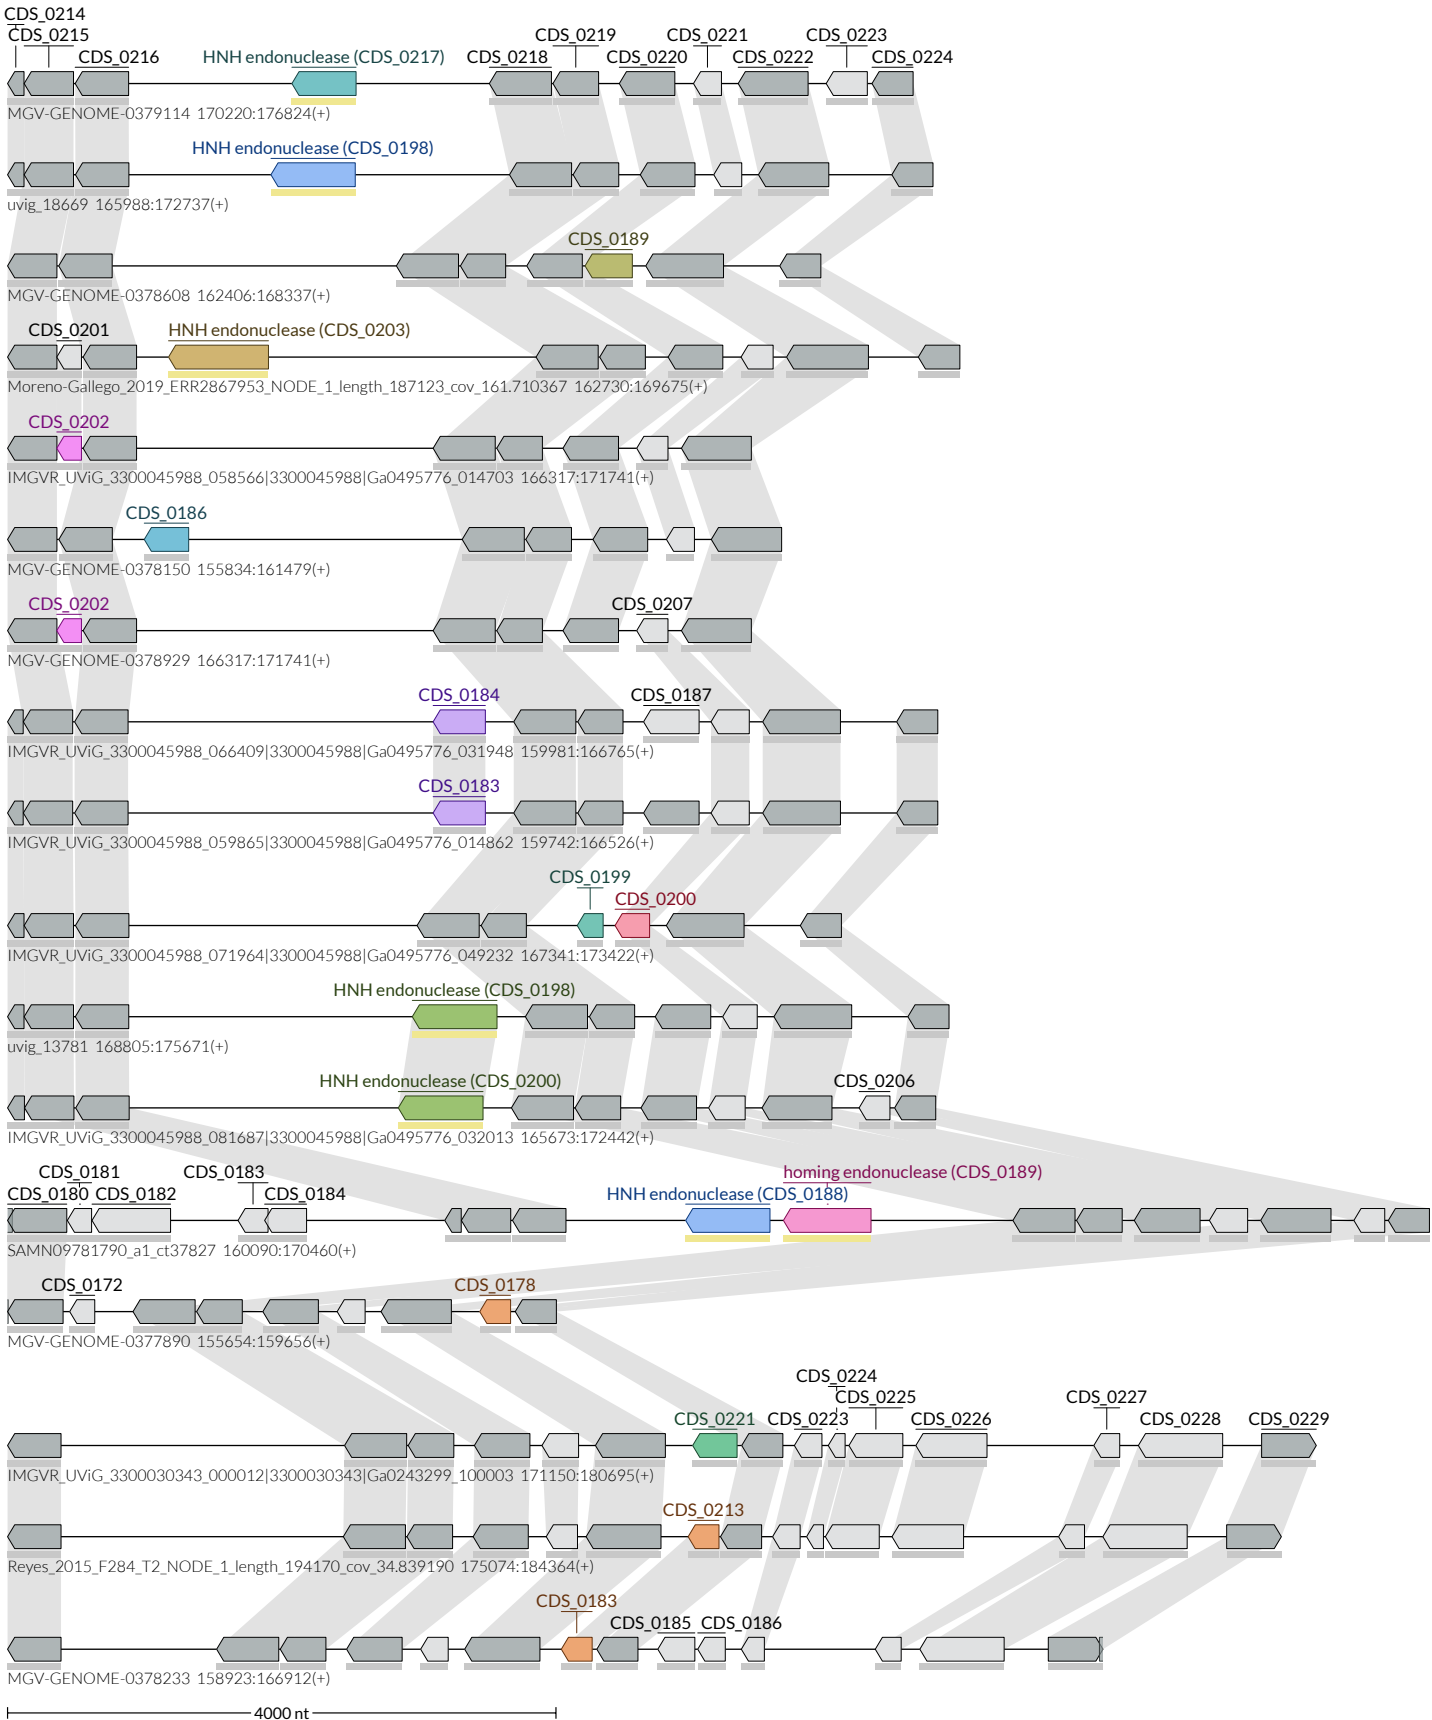 CDS_0214
CDS_0215 CDS_0219 CDS_0221 CDS_0223
CDS_0216 HNH endonuclease (CDS_0217) CDS_0218 CDS_0220 CDS_0222 CDS_0224
MGV-GENOME-0379114 170220:176824(+)
HNH endonuclease (CDS_0198)
uvig_18669 165988:172737(+)
CDS_0189
MGV-GENOME-0378608 162406:168337(+)
CDS_0201 HNH endonuclease (CDS_0203)
Moreno-Gallego_2019_ERR2867953_NODE_1_length_187123_cov_161.710367 162730:169675(+)
CDS_0202
IMGVR_UViG_3300045988_058566|3300045988|Ga0495776_014703 166317:171741(+)
CDS_0186
MGV-GENOME-0378150 155834:161479(+)
CDS_0202 CDS_0207
MGV-GENOME-0378929 166317:171741(+)
CDS_0184 CDS_0187
IMGVR_UViG_3300045988_066409|3300045988|Ga0495776_031948 159981:166765(+)
CDS_0183
IMGVR_UViG_3300045988_059865|3300045988|Ga0495776_014862 159742:166526(+)
CDS_0199
CDS_0200
IMGVR_UViG_3300045988_071964|3300045988|Ga0495776_049232 167341:173422(+)
HNH endonuclease (CDS_0198)
uvig_13781 168805:175671(+)
HNH endonuclease (CDS_0200) CDS_0206
IMGVR_UViG_3300045988_081687|3300045988|Ga0495776_032013 165673:172442(+)
CDS_0181 CDS_0183 homing endonuclease (CDS_0189)
CDS_0180 CDS_0182 CDS_0184 HNH endonuclease (CDS_0188)
SAMN09781790_a1_ct37827 160090:170460(+)
CDS_0172 CDS_0178
MGV-GENOME-0377890 155654:159656(+)
CDS_0224
CDS_0225 CDS_0227
CDS_0221 CDS_0223 CDS_0226 CDS_0228 CDS_0229
IMGVR_UViG_3300030343_000012|3300030343|Ga0243299_100003 171150:180695(+)
CDS_0213
Reyes_2015_F284_T2_NODE_1_length_194170_cov_34.839190 175074:184364(+)
CDS_0183
CDS_0185 CDS_0186
MGV-GENOME-0378233 158923:166912(+)
4000 nt